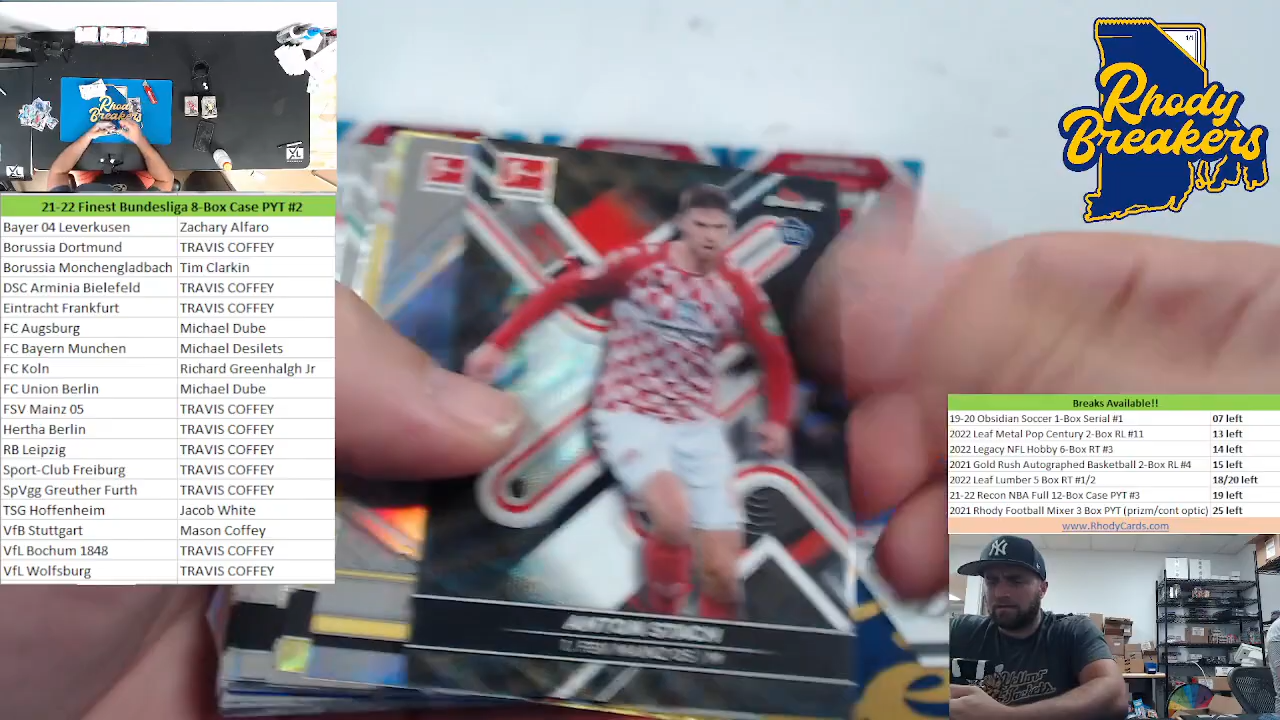 21-22 Finest Bundesliga 8-Box Case PYT #2
Bayer 04 Leverkusen Zachary Alfaro
Borussia Dortmund TRAVIS COFFEY
Borussia Monchengladbach Tim Clarkin
DSC Arminia Bielefeld TRAVIS COFFEY
Eintracht Frankfurt TRAVIS COFFEY
FC Augsburg Michael Dube
FC Bayern Munchen Michael Desilets
FC Koln Richard Greenhalgh Jr
FC Union Berlin Michael Dube
FSV Mainz 05 TRAVIS COFFEY
Hertha Berlin TRAVIS COFFEY
RB Leipzig TRAVIS COFFEY
Sport-Club Freiburg TRAVIS COFFEY
SpVgg Greuther Furth TRAVIS COFFEY
TSG Hoffenheim Jacob White
VfB Stuttgart Mason Coffey
VfL Bochum 1848 TRAVIS COFFEY
VfL Wolfsburg TRAVIS COFFEY
Rhody
Breakers
ANTON STACH
1/1
Rhody
Breakers
Breaks Available!!
19-20 Obsidian Soccer 1-Box Serial #1 07 left
2022 Leaf Metal Pop Century 2-Box RL #11 13 left
2022 Legacy NFL Hobby 6-Box RT #3 14 left
2021 Gold Rush Autographed Basketball 2-Box RL #4 15 left
2022 Leaf Lumber 5 Box RT #1/2 18/20 left
21-22 Recon NBA Full 12-Box Case PYT #3 19 left
2021 Rhody Football Mixer 3 Box PYT (prizm/cont optic) 25 left
www.RhodyCards.com